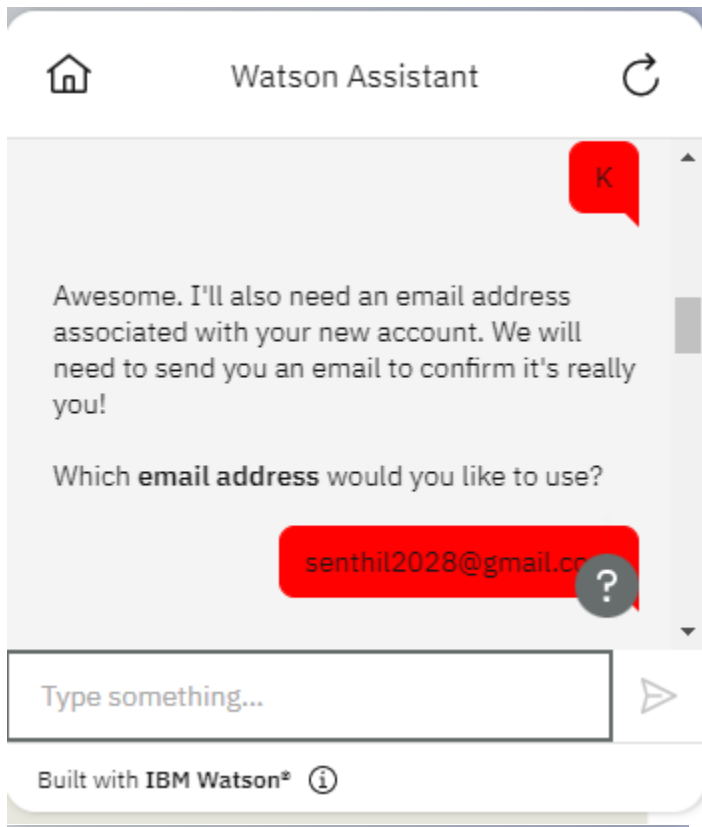 Watson Assistant
K
Awesome. I'll also need an email address
associated with your new account. We will
need to send you an email to confirm it's really
you!
Which email address would you like to use?
senthil2028@gmail.c
?
Type something...
Built with IBM Watson®